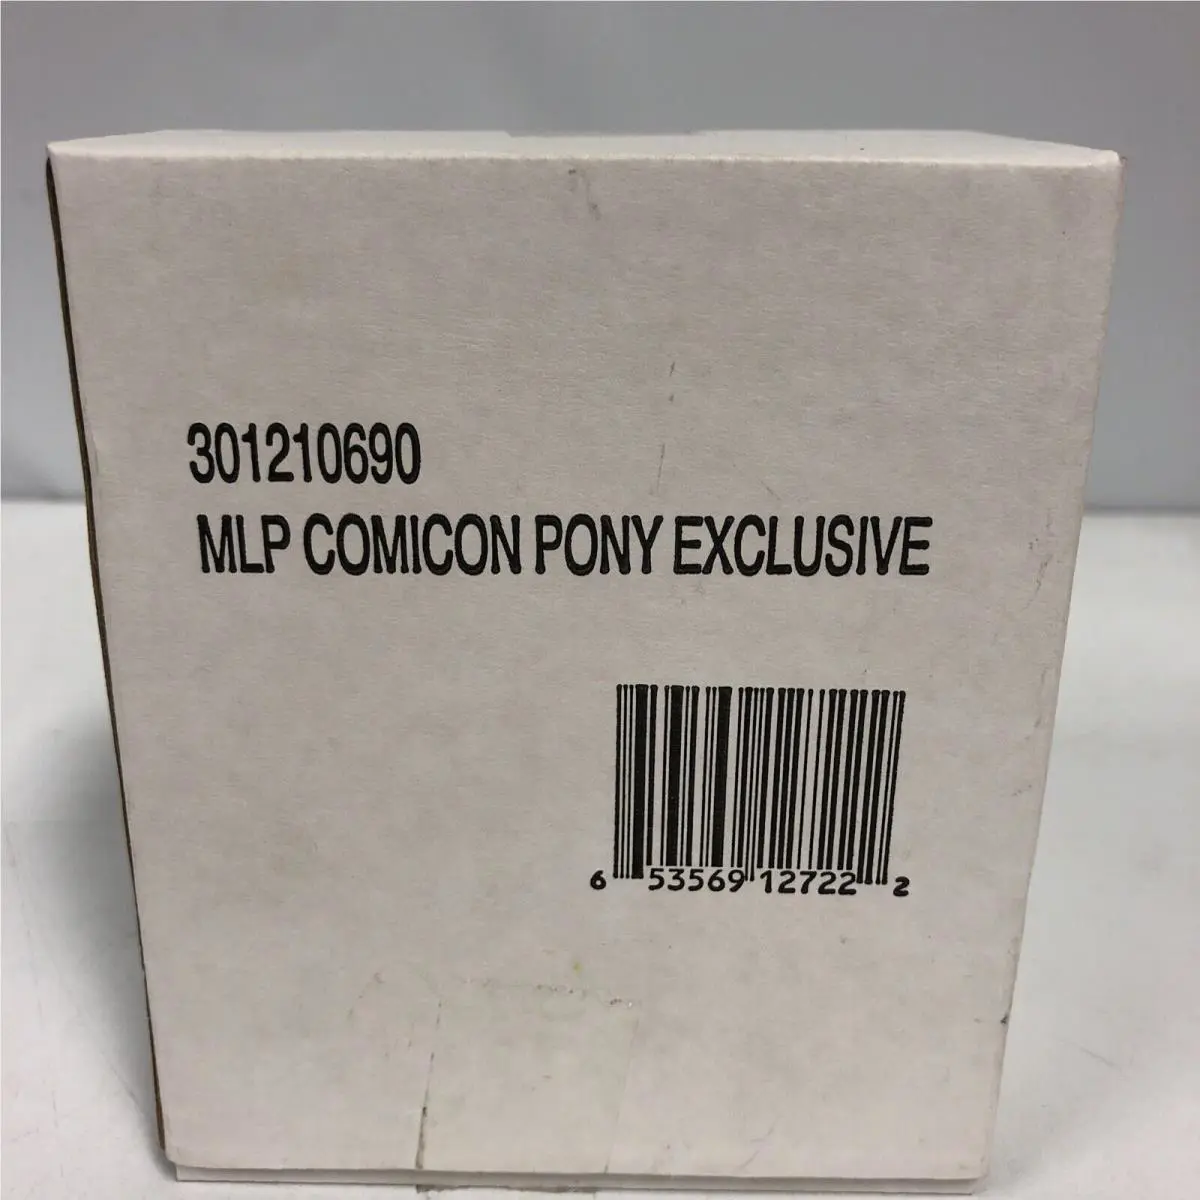 301210690
MLP COMICON PONY EXCLUSIVE
6 53569 12722 2